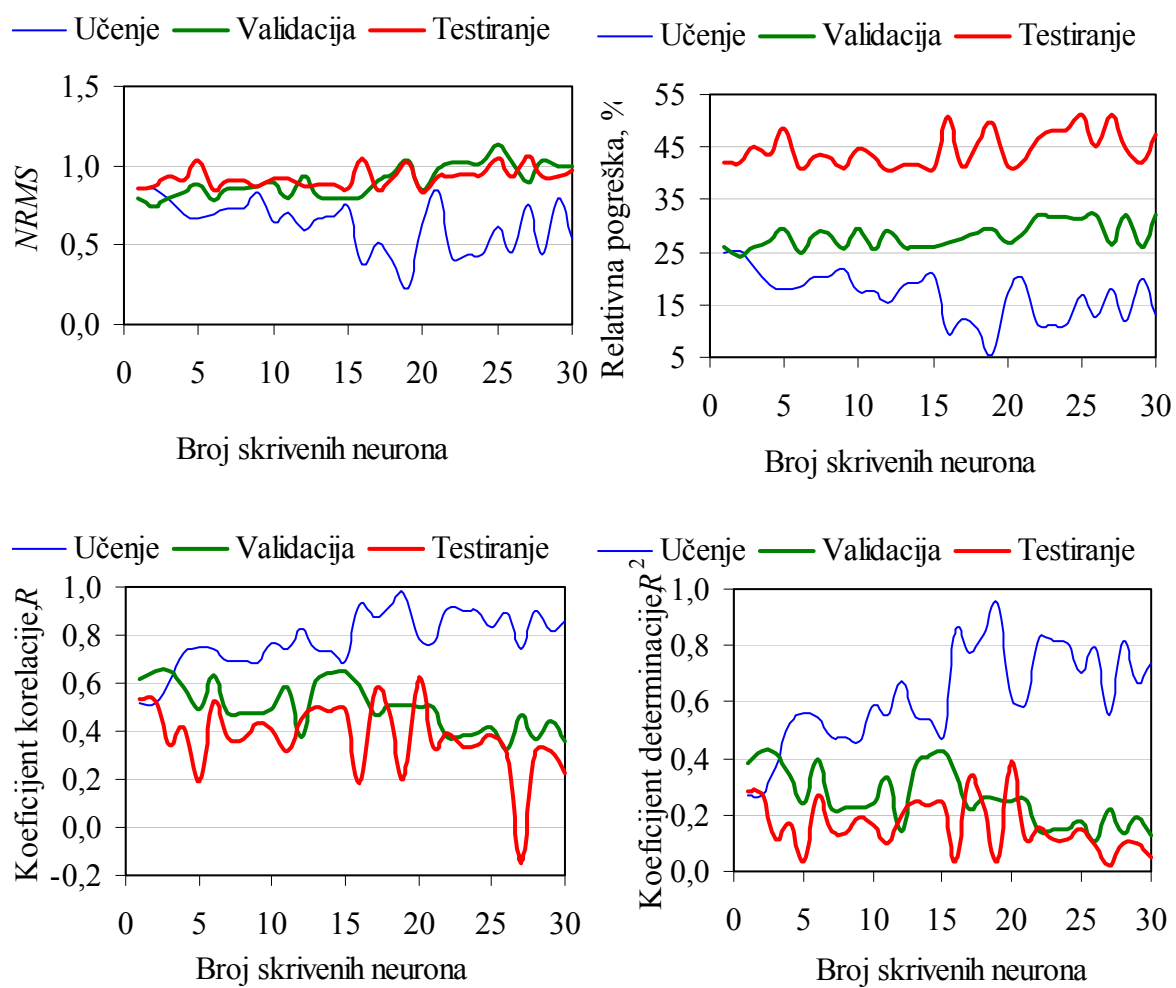 Učenje Validacija Testiranje
1,5
1,0
0,5
0,0
NRMS
0 5 10 15 20 25 30
Broj skrivenih neurona
Učenje Validacija Testiranje
55
45
35
25
15
5
Relativna pogreška, %
0 5 10 15 20 25 30
Broj skrivenih neurona
Učenje Validacija Testiranje
1,0
0,8
0,6
0,4
0,2
0,0
-0,2
Koeficijent korelacije,R
0 5 10 15 20 25 30
Broj skrivenih neurona
Učenje Validacija Testiranje
1,0
0,8
0,6
0,4
0,2
0,0
Koeficijent determinacijeR²
0 5 10 15 20 25 30
Broj skrivenih neurona